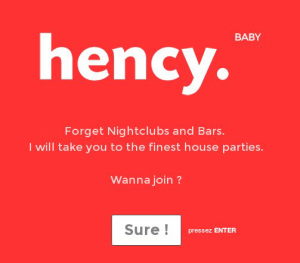 BABY
hency.
Forget Nightclubs and Bars.
I will take you to the finest house parties.
Wanna join ?
Sure !
pressez ENTER